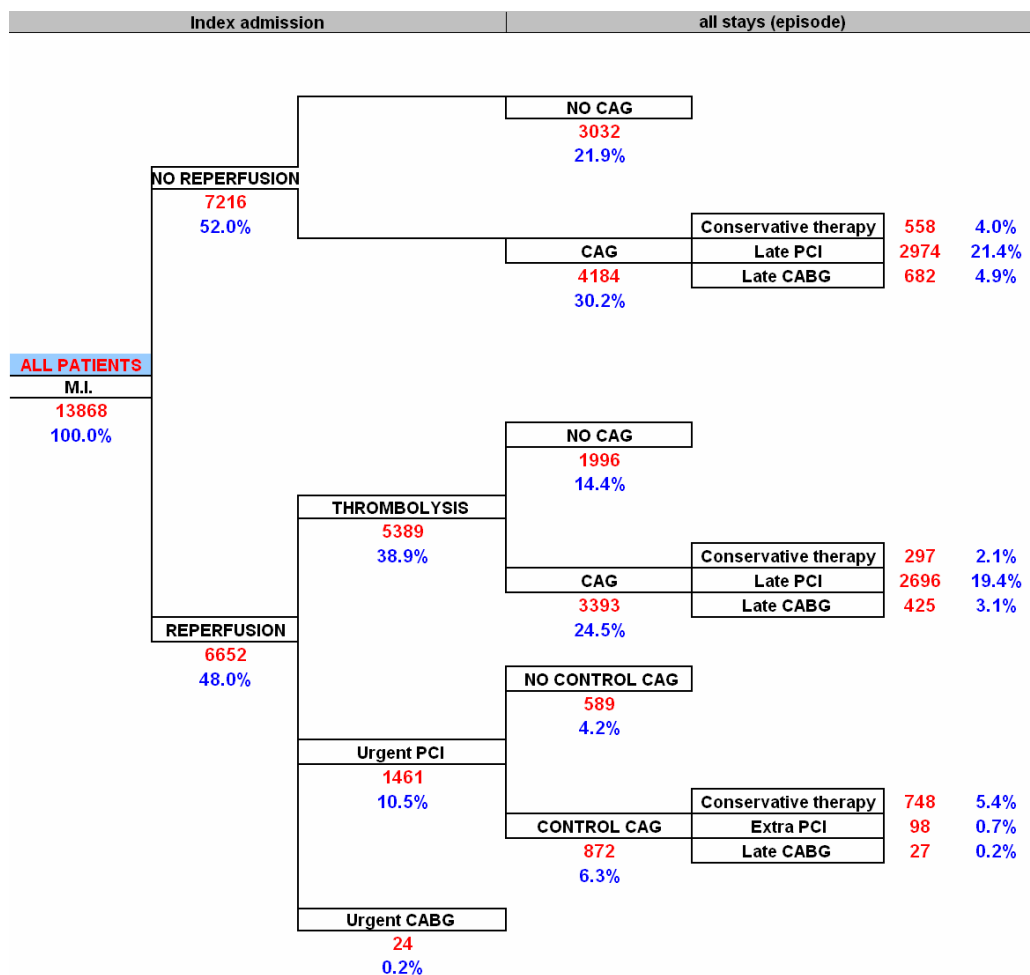 Index admission all stays (episode)
NO CAG
3032
21.9%
NO REPERFUSION
7216
52.0%
Conservative therapy 558 4.0%
CAG Late PCI 2974 21.4%
4184 Late CABG 682 4.9%
30.2%
ALL PATIENTS
M.I.
13868
100.0%
NO CAG
1996
14.4%
THROMBOLYSIS
5389
38.9%
Conservative therapy 297 2.1%
CAG Late PCI 2696 19.4%
3393 Late CABG 425 3.1%
24.5%
REPERFUSION
6652
48.0%
NO CONTROL CAG
589
4.2%
Urgent PCI
1461
10.5%
Conservative therapy 748 5.4%
CONTROL CAG Extra PCI 98 0.7%
872 Late CABG 27 0.2%
6.3%
Urgent CABG
24
0.2%